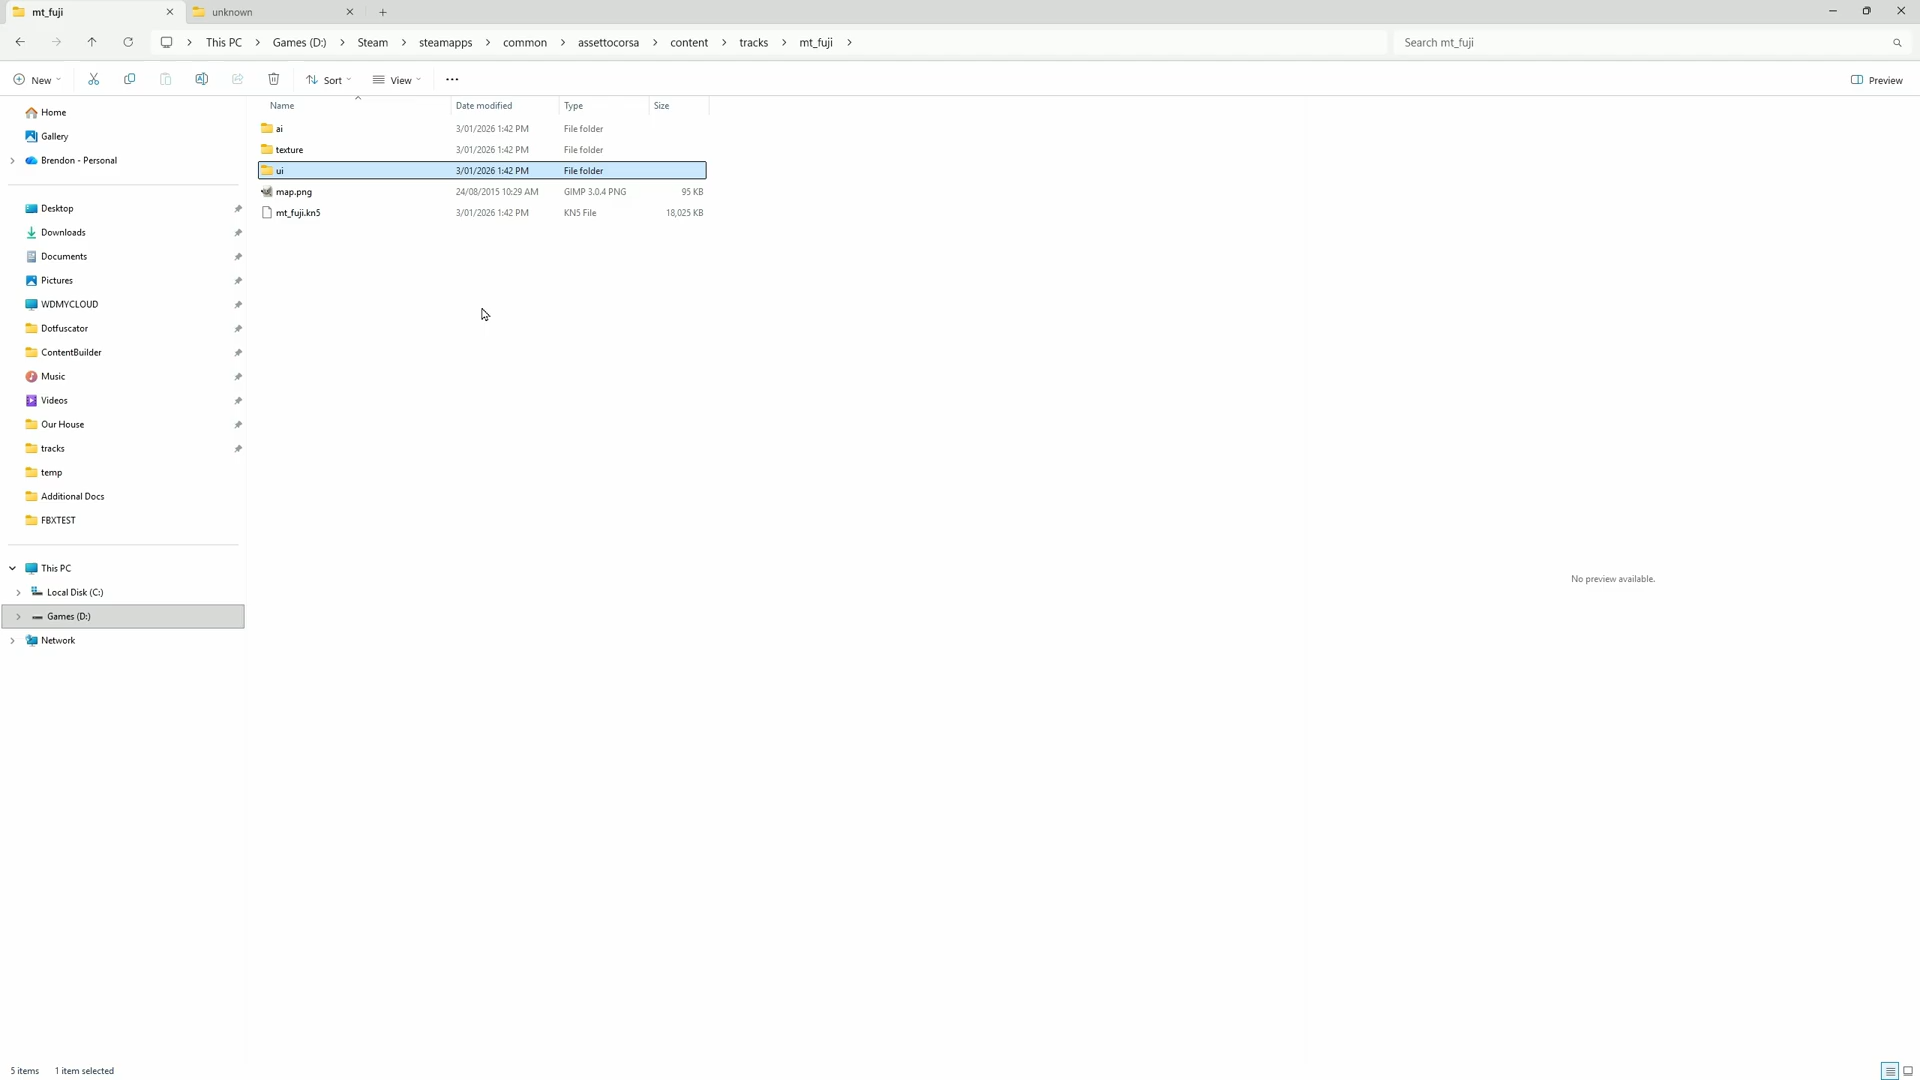 mt_fuji
unknown
This PC > Games (D:) > Steam > steamapps > common > assettocorsa > content > tracks > mt_fuji >
Search mt_fuji
New
Sort
View
Preview
Home
Gallery
Brendon - Personal
Desktop
Downloads
Documents
Pictures
WDMYCLOUD
Dotfuscator
ContentBuilder
Music
Videos
Our House
tracks
temp
Additional Docs
FBXTEST
This PC
Local Disk (C:)
Games (D:)
Network
Name Date modified Type Size
ai 3/01/2026 1:42 PM File folder
texture 3/01/2026 1:42 PM File folder
ui 3/01/2026 1:42 PM File folder
map.png 24/08/2015 10:29 AM GIMP 3.0.4 PNG 95 KB
mt_fuji.kn5 3/01/2026 1:42 PM KN5 File 18,025 KB
No preview available.
5 items 1 item selected